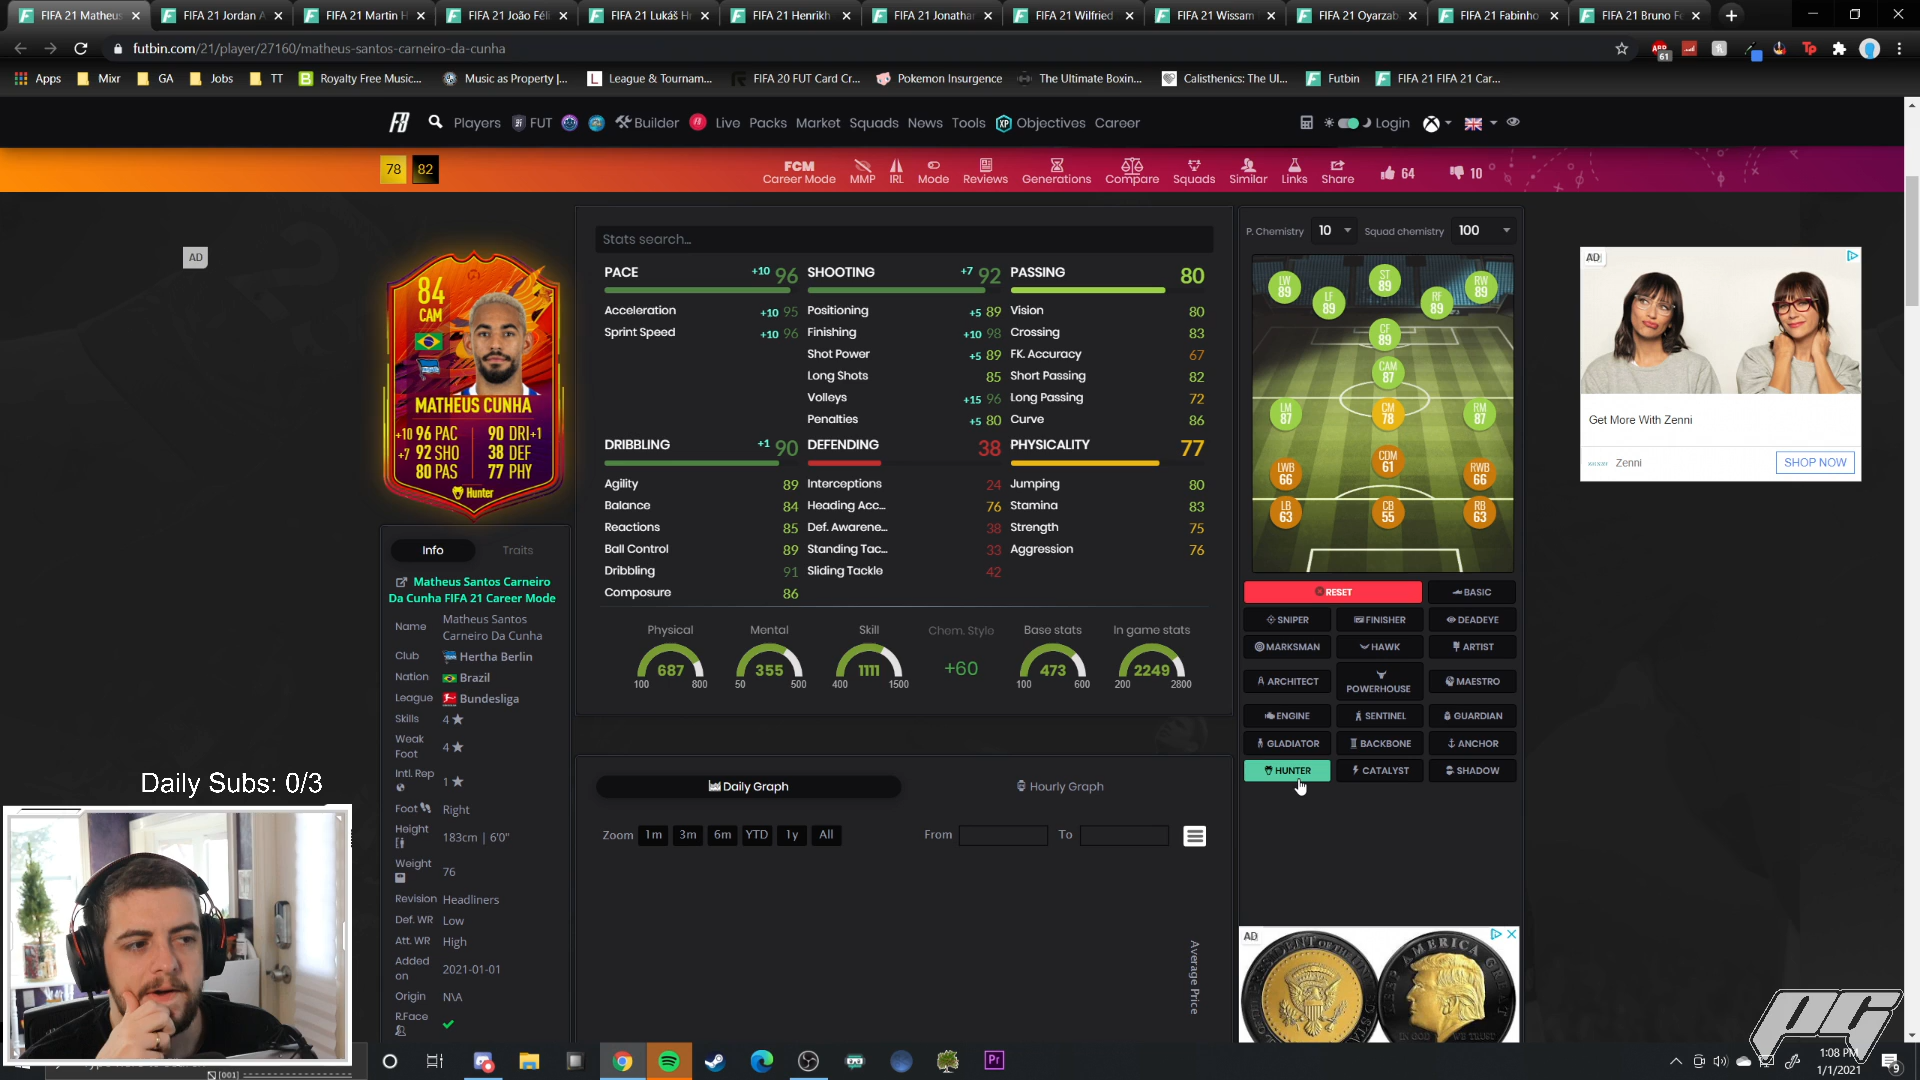 FIFA 21 Matheus
FIFA 21 Jordan A
FIFA 21 Martin H
FIFA 21 João Féli
FIFA 21 Lukáš Hr
FIFA 21 Henrikh
FIFA 21 Jonathan
FIFA 21 Wilfried
FIFA 21 Wissam
FIFA 21 Oyarzab
FIFA 21 Fabinho
FIFA 21 Bruno Fe
futbin.com/21/player/27160/matheus-santos-carneiro-da-cunha
Apps
Mixr
GA
Jobs
TT
Royalty Free Music...
Music as Property |...
League & Tournam...
FIFA 20 FUT Card Cr...
Pokemon Insurgence
The Ultimate Boxin...
Calisthenics: The Ul...
Futbin
FIFA 21 FIFA 21 Car...
Players FUT Builder Live Packs Market Squads News Tools Objectives Career Login
78 82
FCM
Career Mode MMP IRL Mode Reviews Generations Compare Squads Similar Links Share 64 10
AD
84
CAM
MATHEUS CUNHA
+10 96 PAC 90 DRI+1
+7 92 SHO 38 DEF
80 PAS 77 PHY
Hunter
Info Traits
Matheus Santos Carneiro
Da Cunha FIFA 21 Career Mode
Name Matheus Santos
Carneiro Da Cunha
Club Hertha Berlin
Nation Brazil
League Bundesliga
Skills 4★
Weak
Foot 4★
Intl. Rep 1★
Foot Right
Height 183cm | 6'0"
Weight 76
Revision Headliners
Def. WR Low
Att. WR High
Added
on 2021-01-01
Origin N\A
R.Face
Stats search...
PACE +10 96 SHOOTING +7 92 PASSING 80
Acceleration +10 95 Positioning +5 89 Vision 80
Sprint Speed +10 96 Finishing +10 98 Crossing 83
Shot Power +5 89 FK. Accuracy 67
Long Shots 85 Short Passing 82
Volleys +15 96 Long Passing 72
Penalties +5 80 Curve 86
DRIBBLING +1 90 DEFENDING 38 PHYSICALITY 77
Agility 89 Interceptions 24 Jumping 80
Balance 84 Heading Acc... 76 Stamina 83
Reactions 85 Def. Awarene... 38 Strength 75
Ball Control 89 Standing Tac... 33 Aggression 76
Dribbling 91 Sliding Tackle 42
Composure 86
Physical Mental Skill Chem. Style Base stats In game stats
687 355 1111 +60 473 2249
100 800 50 500 400 1500 100 600 200 2800
Daily Graph Hourly Graph
Zoom 1m 3m 6m YTD 1y All From To
Average Price
P. Chemistry 10 Squad chemistry 100
LW 89
ST 89
RW 89
LF 89
RF 89
CF 89
CAM 87
LM 87
CM 78
RM 87
CDM 61
LWB 66
RWB 66
LB 63
CB 55
RB 63
RESET BASIC
SNIPER FINISHER DEADEYE
MARKSMAN HAWK ARTIST
ARCHITECT POWERHOUSE MAESTRO
ENGINE SENTINEL GUARDIAN
GLADIATOR BACKBONE ANCHOR
HUNTER CATALYST SHADOW
AD
Get More With Zenni
Zenni SHOP NOW
AD
AMERICA
IN GOD WE TRUST
Daily Subs: 0/3
PG
1:08 PM
1/1/2021